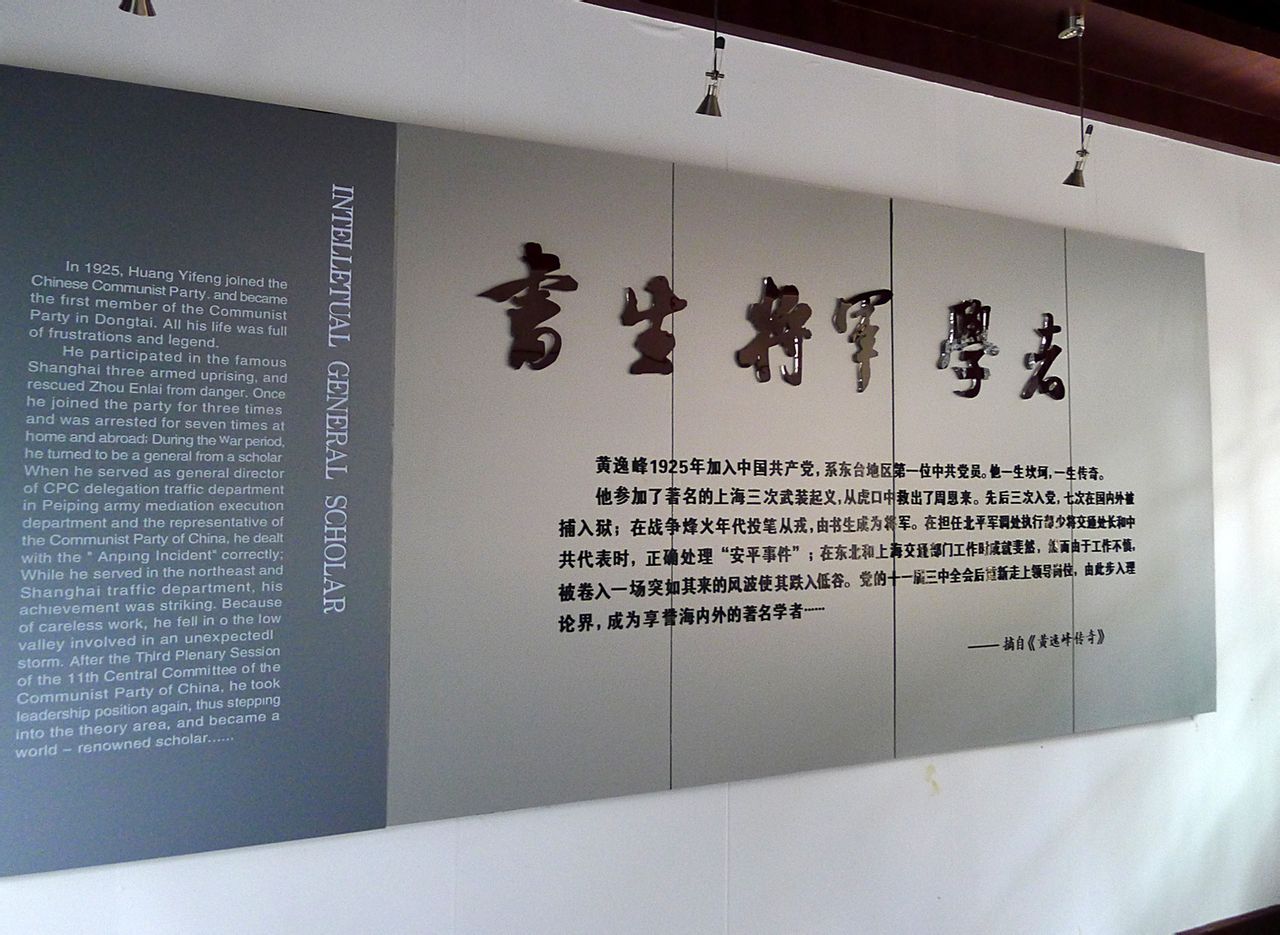 In 1925, Huang Yifeng joined the
Chinese Communist Party. and became
the first member of the Communist
Party in Dongtai. All his life was full
of frustrations and legend.
He participated in the famous
Shanghai three armed uprising, and
rescued Zhou Enlai from danger. Once
he joined the party for three times
and was arrested for seven times at
home and abroad; During the war period,
he turned to be a general from a scholar
When he served as general director
of CPC delegation traffic department
in Peiping army mediation execution
department and the representative of
the Communist Party of China, he dealt
with the " Anping Incident" correctly;
While he served in the northeast and
Shanghai traffic department, his
achievement was striking. Because
of careless work, he fell in o the low
valley involved in an unexpectedl
storm. After the Third Plenary Session
of the 11th Central Committee of the
Communist Party of China, he took
leadership position again, thus stepping
into the theory area, and became a
world – renowned scholar......
INTELLETUAL GENERAL SCHOLAR
書生将軍學者
黄逸峰1925年加入中国共产党，系东台地区第一位中共党员。他一生坎坷，一生传奇。
他参加了著名的上海三次武装起义，从虎口中救出了周恩来。先后三次入党，七次在国内外被
捕入狱；在战争烽火年代投笔从戎，由书生成为将军。在担任北平军调处执行部少将交通处长和中
共代表时，正确处理“安平事件”；在东北和上海交通部门工作时成就斐然，然而由于工作不慎，
被卷入一场突如其来的风波使其跌入低谷。党的十一届三中全会后重新走上领导岗位，由此步入理
论界，成为享誉海内外的著名学者……
——摘自《黄逸峰传奇》